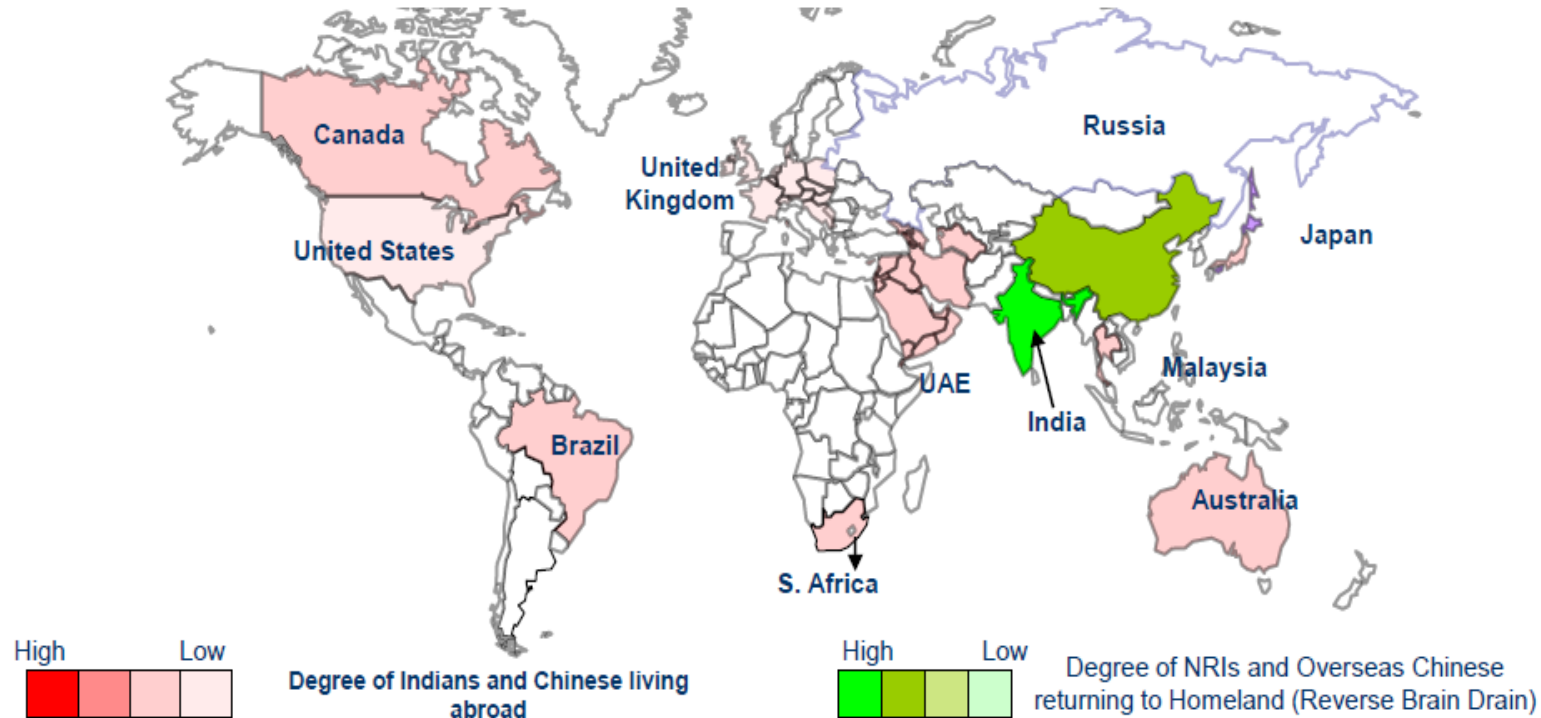 Canada
Russia
United
Kingdom
United States
Japan
Malaysia
UAE
India
Brazil
Australia
S. Africa
High
Low
Degree of Indians and Chinese living
abroad
High
Low
Degree of NRIs and Overseas Chinese
returning to Homeland (Reverse Brain Drain)